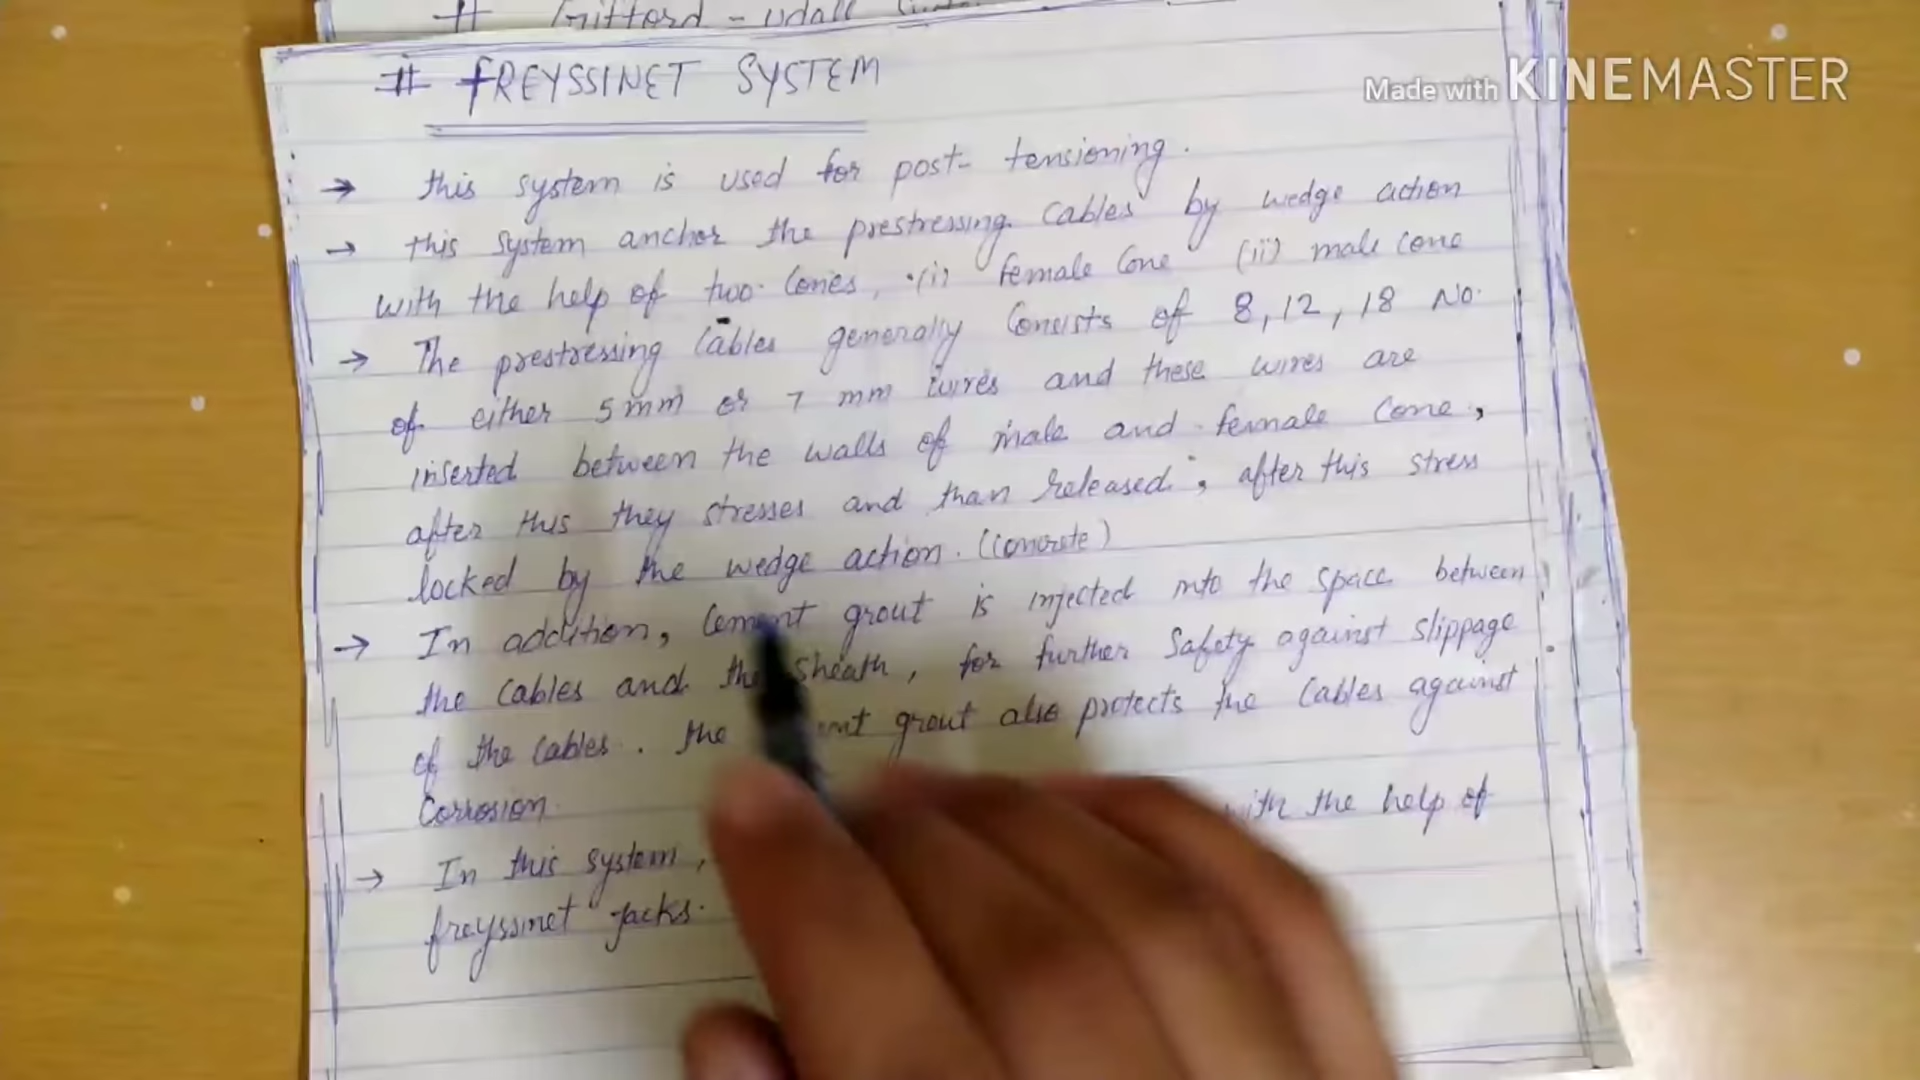 # Gifford - udall
# fREYSSINET SYSTEM
Made with KINEMASTER
→ this system is used for post- tensioning.
→ this system anchor the prestressing cables by wedge action
with the help of two cones, (i) female Cone (ii) male cone
→ The prestressing Cables generally Consists of 8, 12, 18 No.
of either 5mm or 7 mm wires and these wires are
inserted between the walls of male and female Cone,
after this they stresses and than released, after this stress
locked by the wedge action. (concrete)
→ In addition, Cement grout is injected into the space between
the cables and the sheath, for further Safety against slippage
of the cables. the grout also protects the Cables against
Corrosion.
→ In this system, with the help of
freyssinet Jacks.